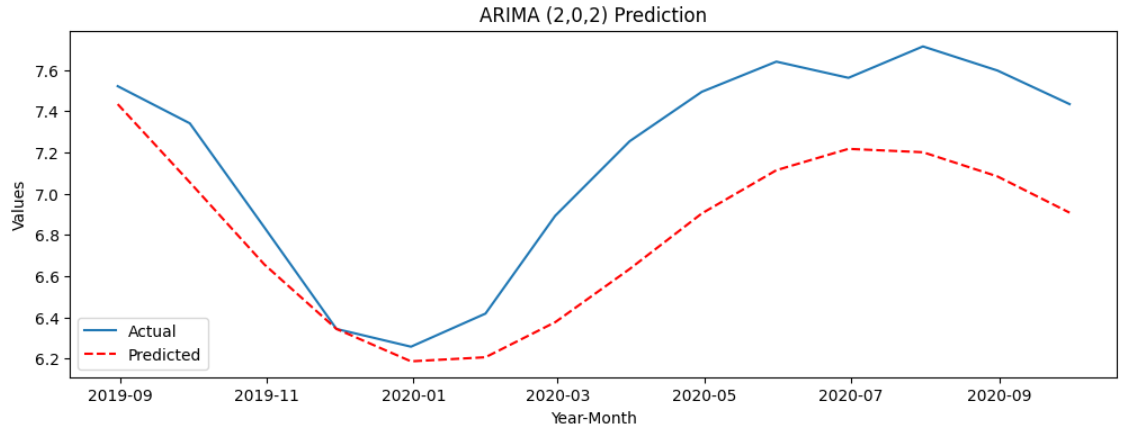 ARIMA (2,0,2) Prediction
Values
7.6
7.4
7.2
7.0
6.8
6.6
6.4
6.2
Actual
Predicted
2019-09 2019-11 2020-01 2020-03 2020-05 2020-07 2020-09
Year-Month